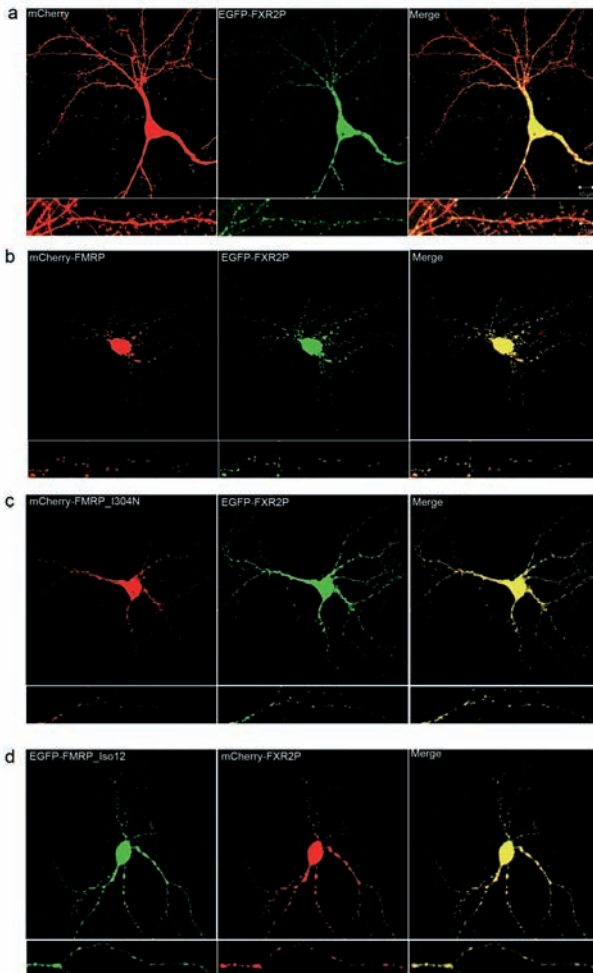 a
mCherry EGFP-FXR2P Merge
b
mCherry-FMRP EGFP-FXR2P Merge
c
mCherry-FMRP_I304N EGFP-FXR2P Merge
d
EGFP-FMRP_Iso12 mCherry-FXR2P Merge